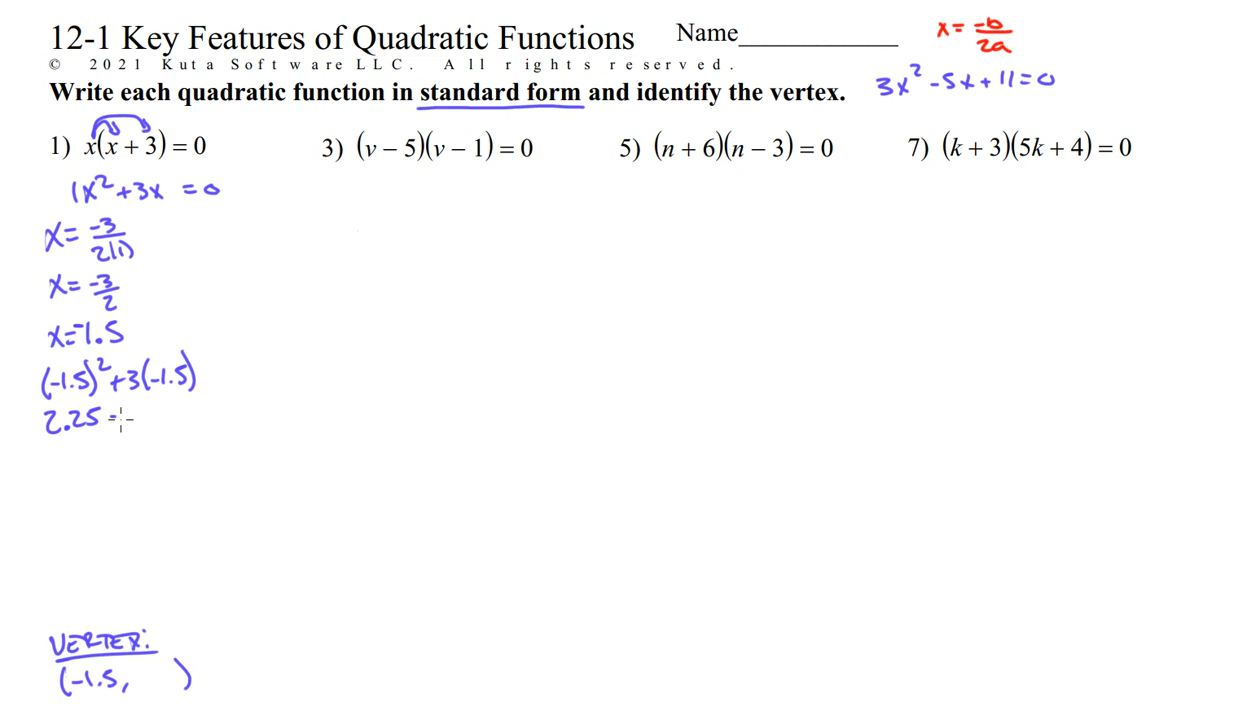 12-1 Key Features of Quadratic Functions Name____________
x = -b/2a
© 2021 Kuta Software LLC. All rights reserved.
3x² - 5x + 11 = 0
Write each quadratic function in standard form and identify the vertex.
1) x(x + 3) = 0 3) (v − 5)(v − 1) = 0 5) (n + 6)(n − 3) = 0 7) (k + 3)(5k + 4) = 0
1x² + 3x = 0
x = -3/2(1)
x = -3/2
x = -1.5
(-1.5)² + 3(-1.5)
2.25 -
VERTEX:
(-1.5, )